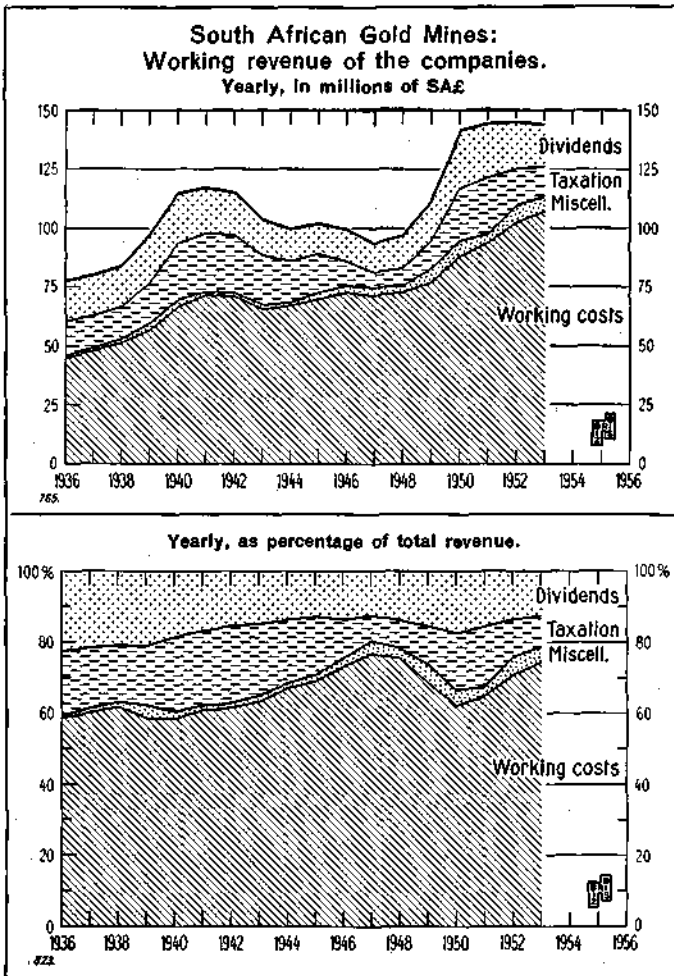 South African Gold Mines:
Working revenue of the companies.
Yearly, in millions of SA£
150 150
Dividends
125 125
Taxation
Miscell.
100 100
75 75
Working costs
50 50
25 25
0 0
1936 1938 1940 1942 1944 1946 1948 1950 1952 1954 1956
765.
Yearly, as percentage of total revenue.
100% 100%
Dividends
Taxation
80 80
Miscell.
60 60
Working costs
40 40
20 20
0 0
1936 1938 1940 1942 1944 1946 1948 1950 1952 1954 1956
823.